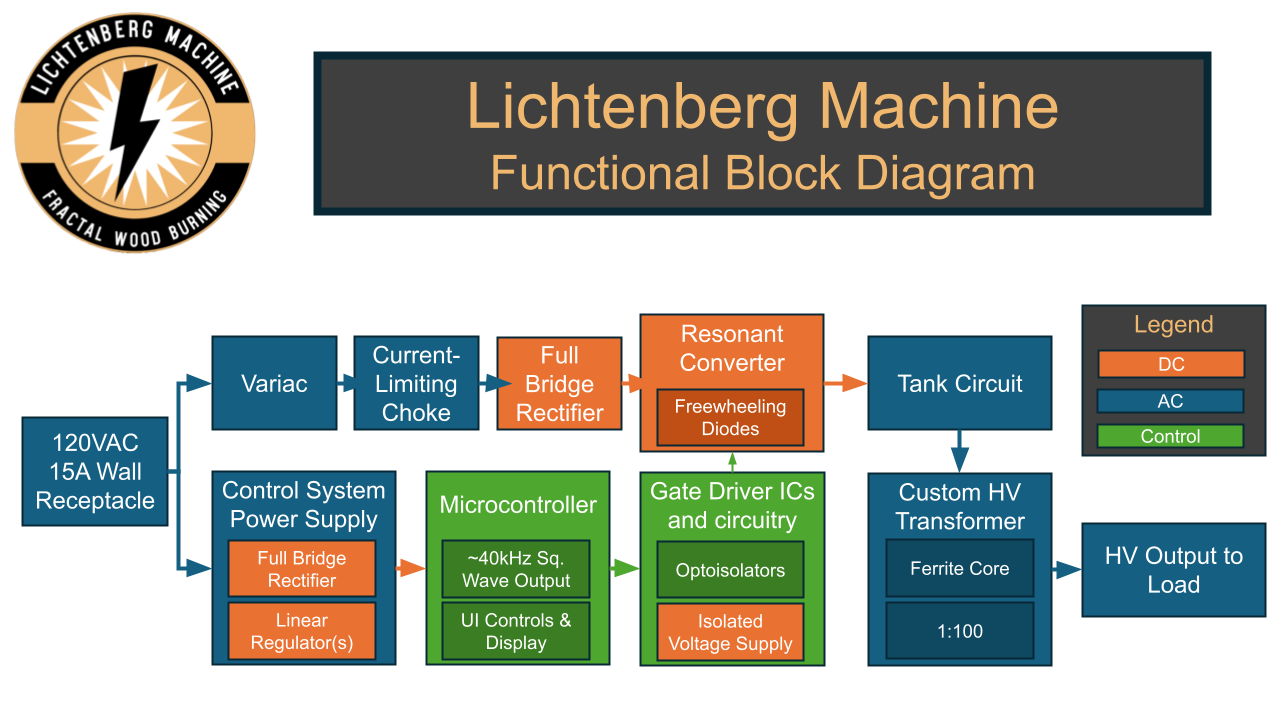 LICHTENBERG MACHINE
FRACTAL WOOD BURNING
Lichtenberg Machine
Functional Block Diagram
120VAC
15A Wall
Receptacle
Variac
Current-
Limiting
Choke
Full
Bridge
Rectifier
Resonant
Converter
Freewheeling
Diodes
Tank Circuit
Legend
DC
AC
Control
Control System
Power Supply
Full Bridge
Rectifier
Linear
Regulator(s)
Microcontroller
~40kHz Sq.
Wave Output
UI Controls &
Display
Gate Driver ICs
and circuitry
Optoisolators
Isolated
Voltage Supply
Custom HV
Transformer
Ferrite Core
1:100
HV Output to
Load